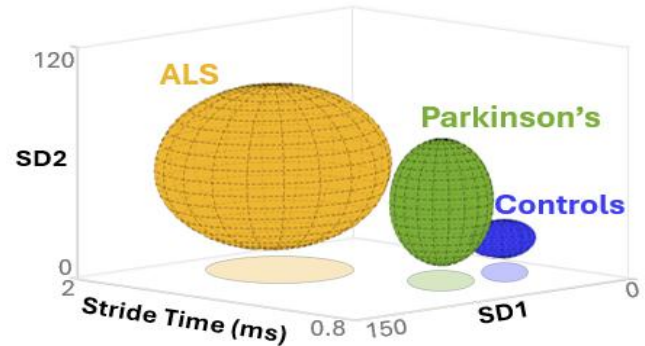 120
ALS
Parkinson's
SD2
Controls
0
2
Stride Time (ms)
0.8
150
SD1
0